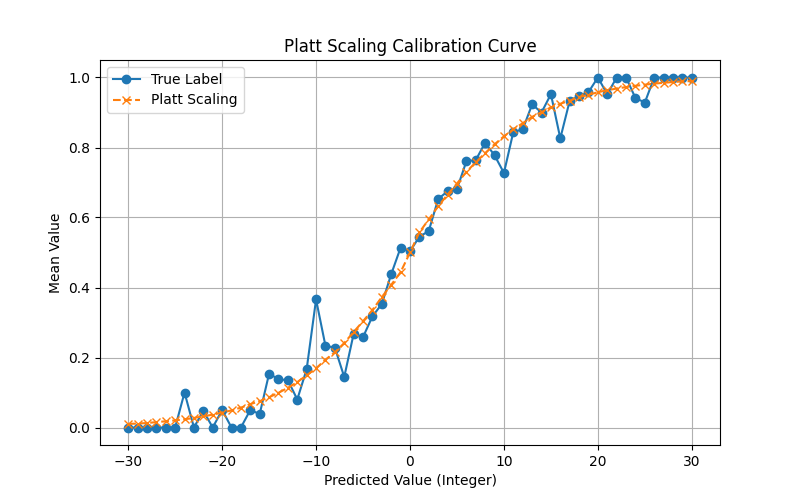 Platt Scaling Calibration Curve
True Label
Platt Scaling
Mean Value
1.0
0.8
0.6
0.4
0.2
0.0
−30 −20 −10 0 10 20 30
Predicted Value (Integer)